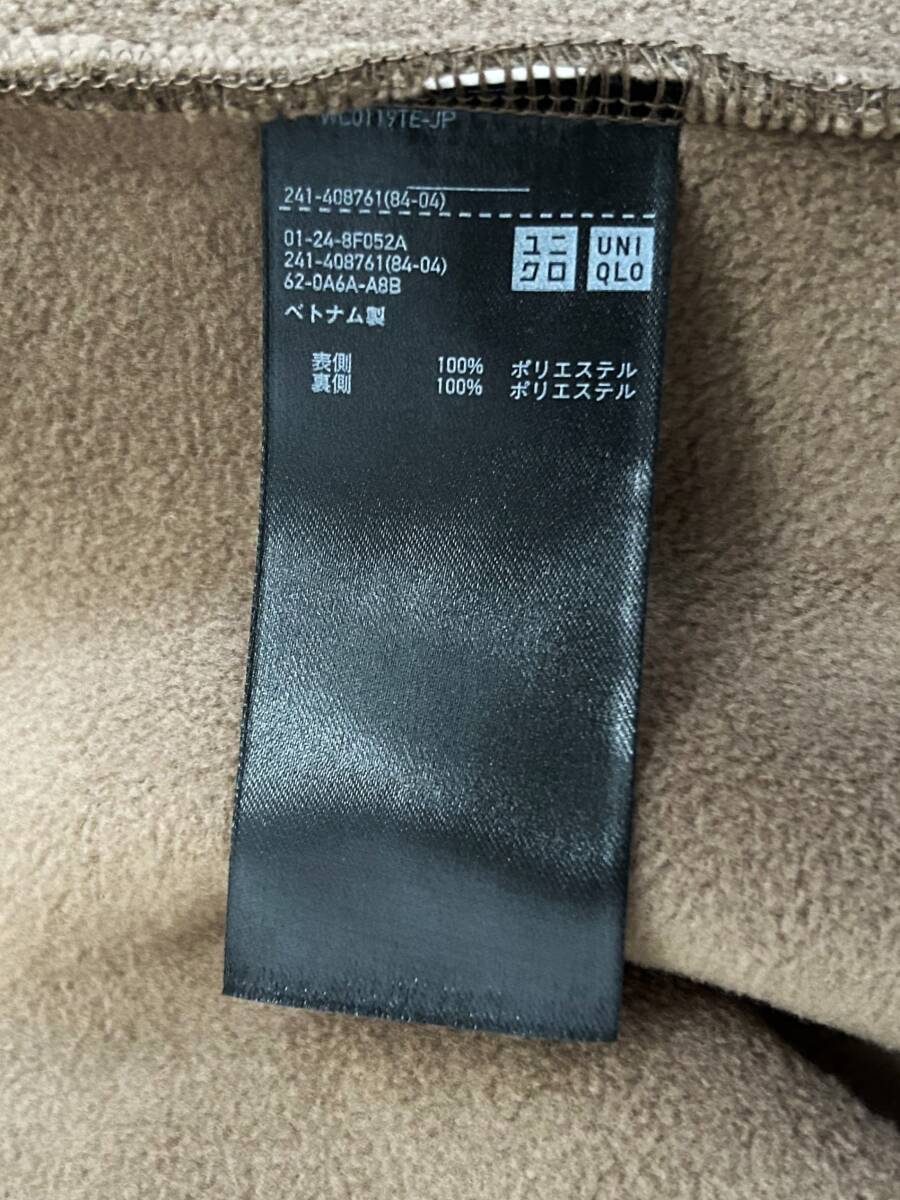 WC0119TE-JP
241-408761(84-04)
01-24-8F052A
241-408761(84-04)
62-0A6A-A8B
ユニ
クロ
UNI
QLO
ベトナム製
表側 100% ポリエステル
裏側 100% ポリエステル